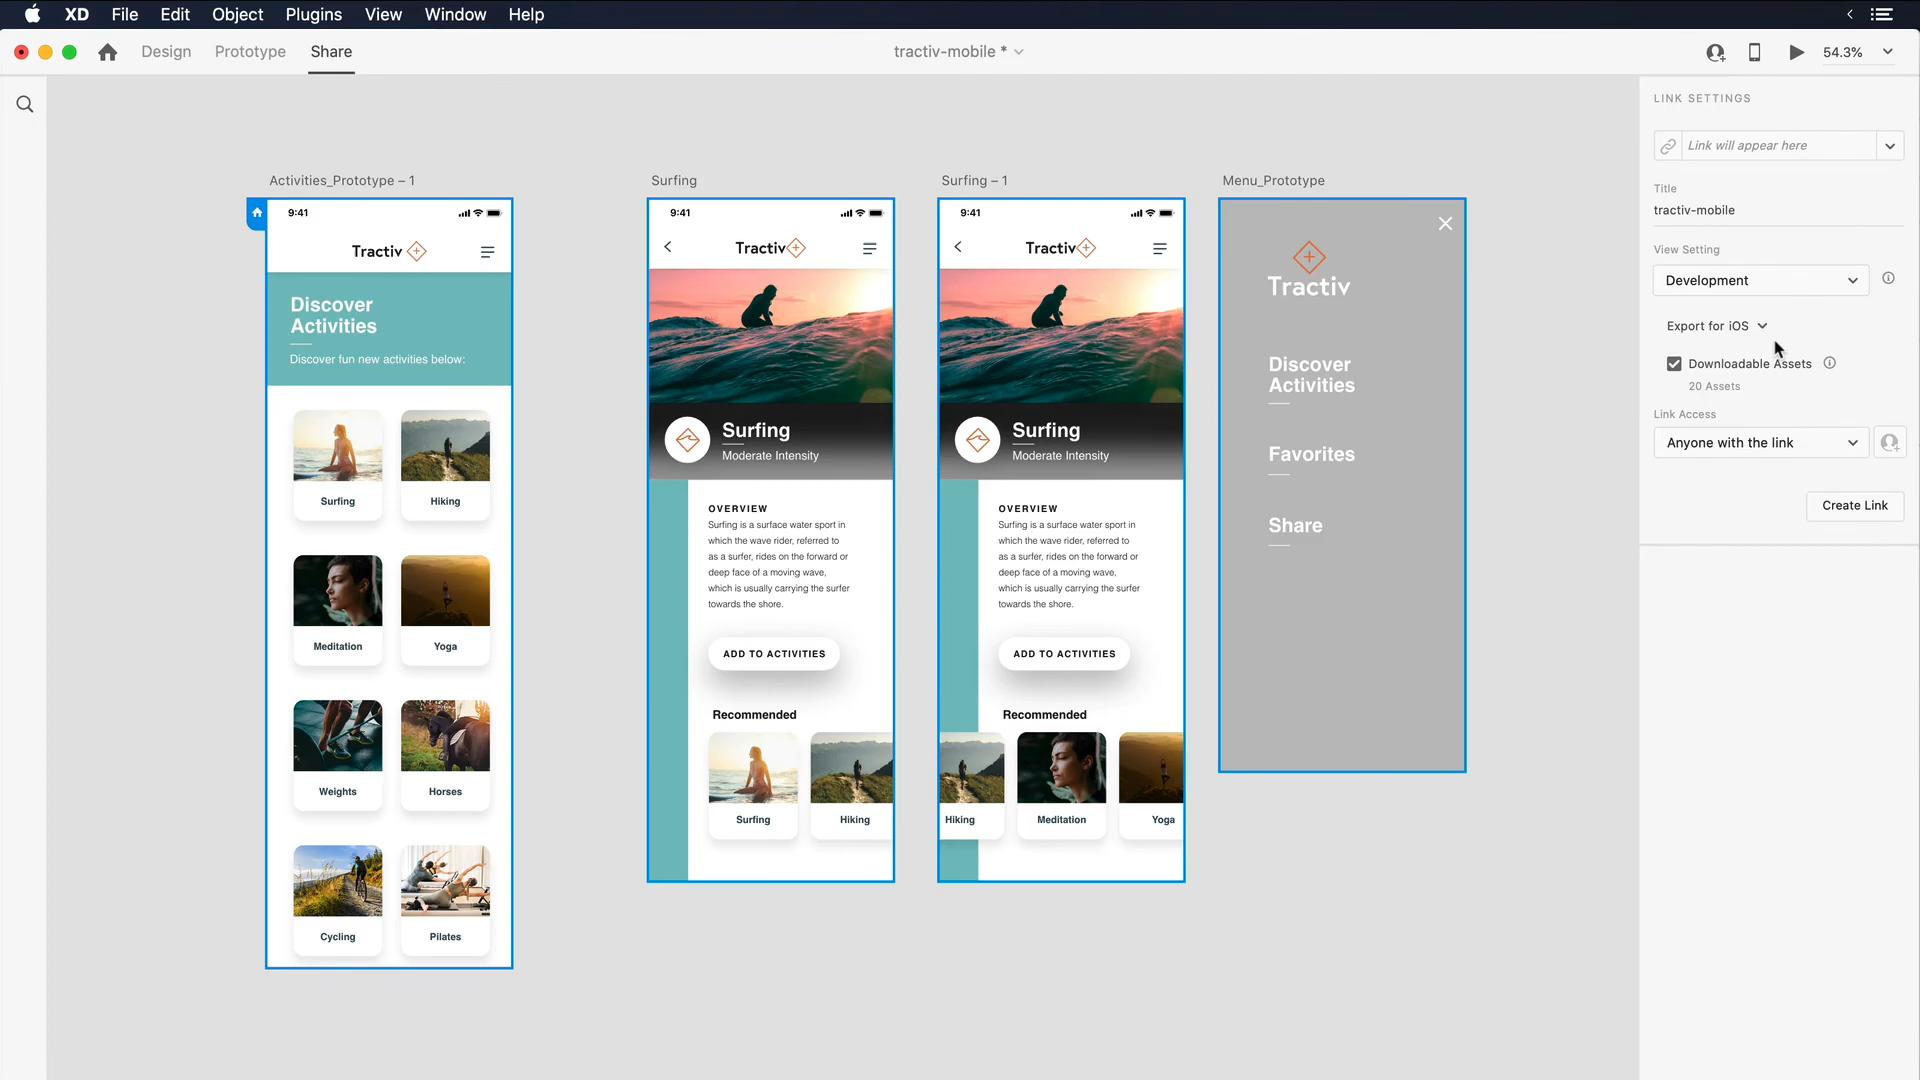 XD File Edit Object Plugins View Window Help
Design Prototype Share
tractiv-mobile *
54.3%
LINK SETTINGS
Link will appear here
Title
tractiv-mobile
View Setting
Development
Export for iOS
Downloadable Assets
20 Assets
Link Access
Anyone with the link
Create Link
Activities_Prototype – 1
9:41
Tractiv
Discover
Activities
Discover fun new activities below:
Surfing
Hiking
Meditation
Yoga
Weights
Horses
Cycling
Pilates
Surfing
9:41
Tractiv
Surfing
Moderate Intensity
OVERVIEW
Surfing is a surface water sport in
which the wave rider, referred to
as a surfer, rides on the forward or
deep face of a moving wave,
which is usually carrying the surfer
towards the shore.
ADD TO ACTIVITIES
Recommended
Surfing
Hiking
Surfing – 1
9:41
Tractiv
Surfing
Moderate Intensity
OVERVIEW
Surfing is a surface water sport in
which the wave rider, referred to
as a surfer, rides on the forward or
deep face of a moving wave,
which is usually carrying the surfer
towards the shore.
ADD TO ACTIVITIES
Recommended
Hiking
Meditation
Yoga
Menu_Prototype
Tractiv
Discover
Activities
Favorites
Share